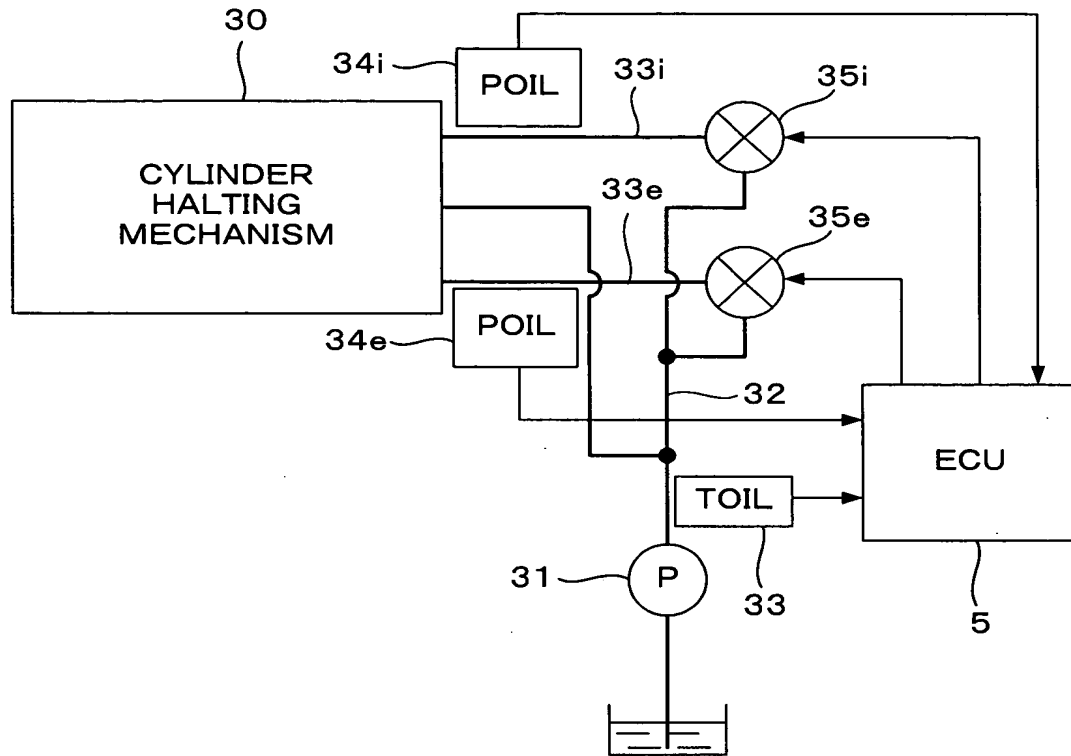 30
34i
POIL
33i
35i
CYLINDER
HALTING
MECHANISM
33e
35e
POIL
34e
32
ECU
TOIL
31
P
33
5